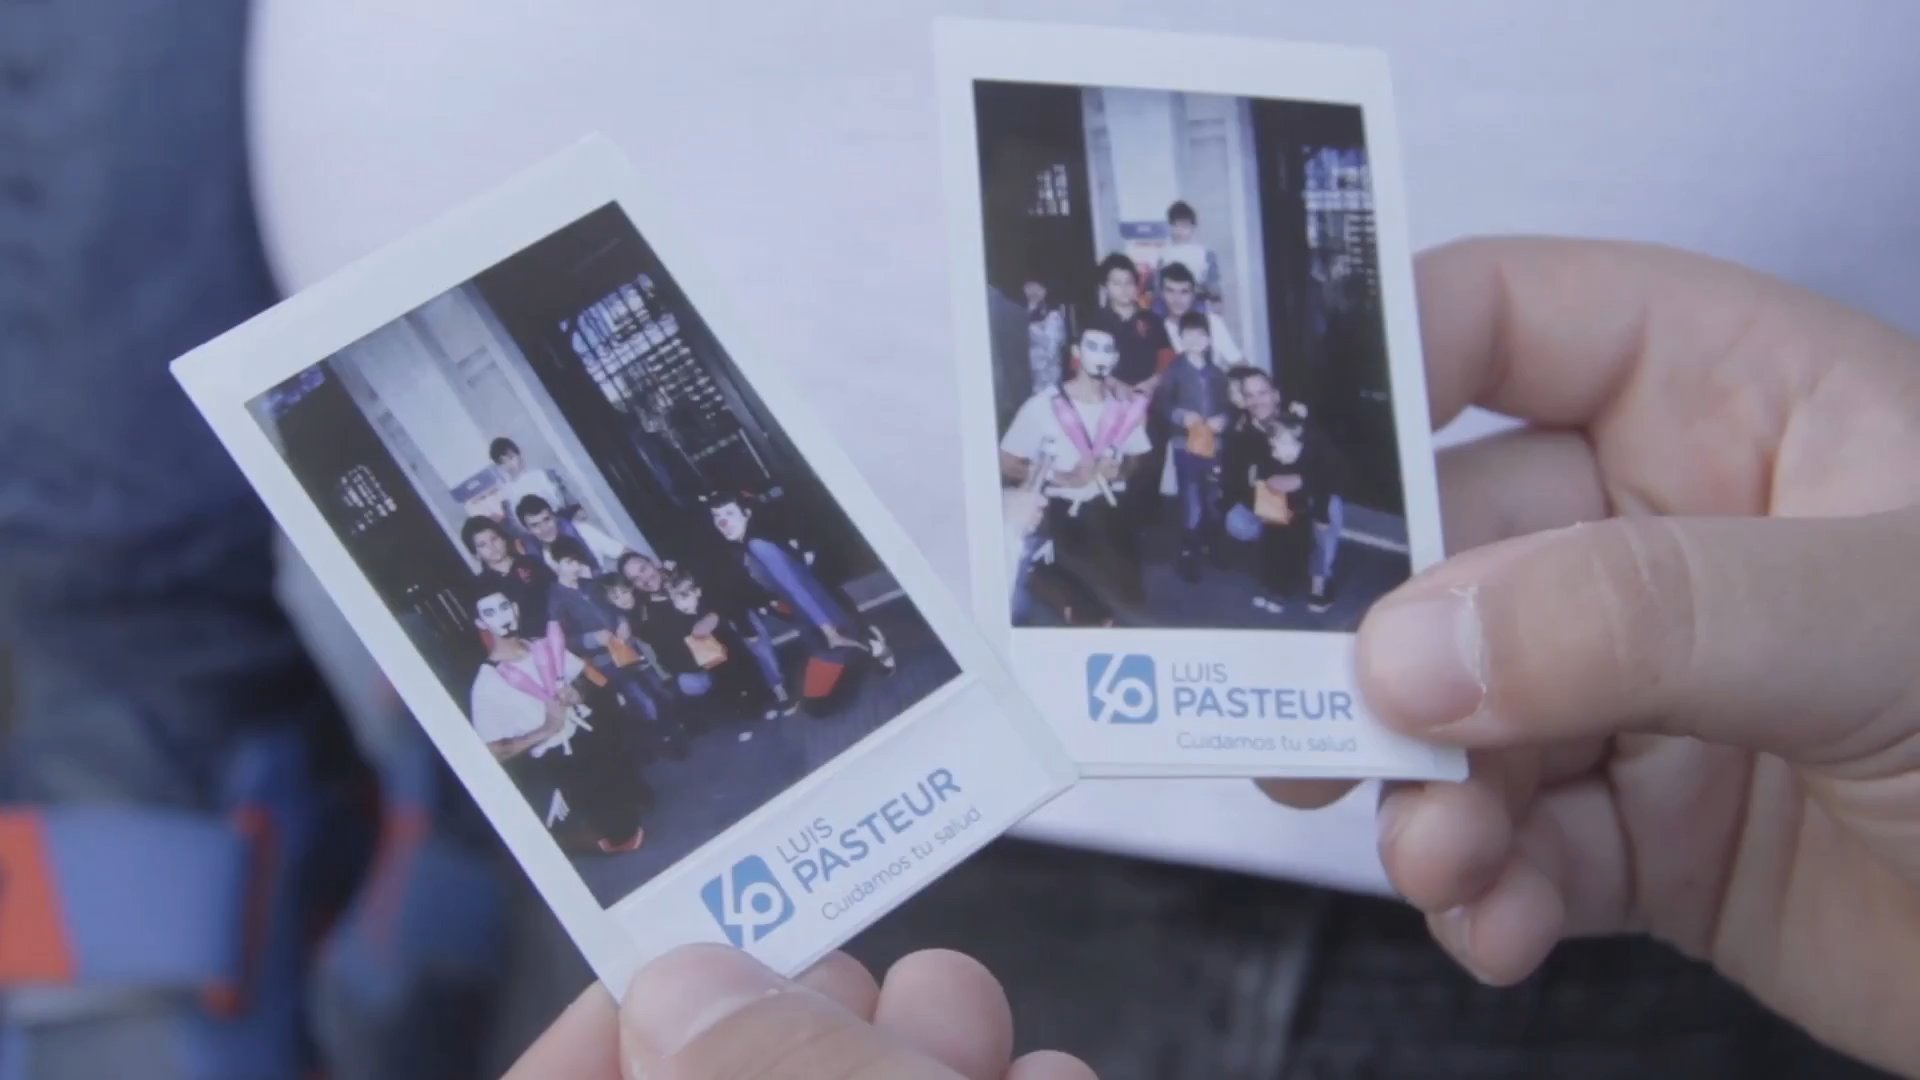 LUIS
PASTEUR
Cuidamos tu salud
LUIS
PASTEUR
Cuidamos tu salud